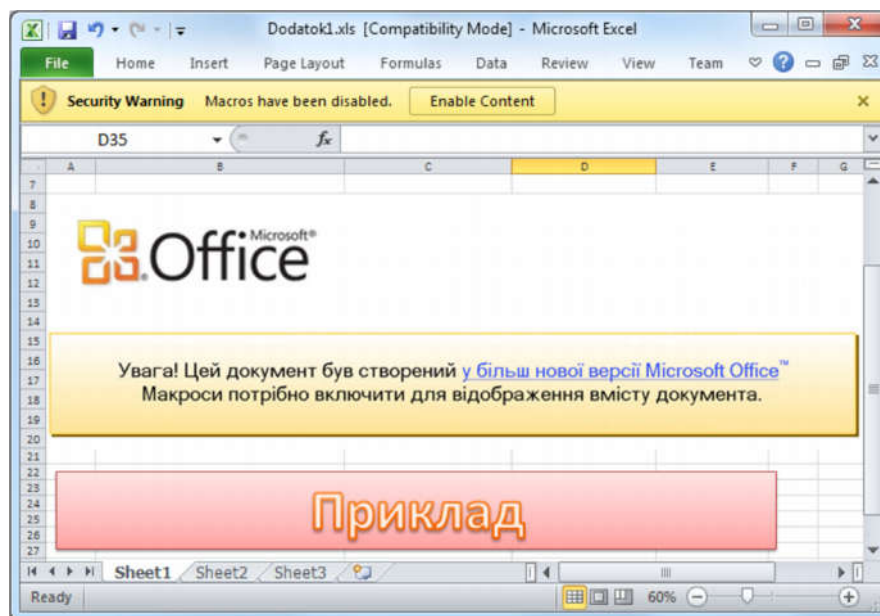 Dodatok1.xls [Compatibility Mode] - Microsoft Excel
File Home Insert Page Layout Formulas Data Review View Team
Security Warning Macros have been disabled. Enable Content
D35 fx
A B C D E F G
7
8
9
10
11
12
13
14
15
16
17
18
19
20
21
22
23
24
25
26
27
Microsoft®
Office
Увага! Цей документ був створений у більш нової версії Microsoft Office™
Макроси потрібно включити для відображення вмісту документа.
Приклад
Sheet1 Sheet2 Sheet3
Ready 60%